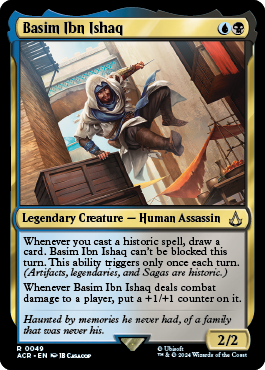 Basim Ibn Ishaq
Legendary Creature — Human Assassin
Whenever you cast a historic spell, draw a
card. Basim Ibn Ishaq can't be blocked this
turn. This ability triggers only once each turn.
(Artifacts, legendaries, and Sagas are historic.)
Whenever Basim Ibn Ishaq deals combat
damage to a player, put a +1/+1 counter on it.
Haunted by memories he never had, of a family
that was never his.
2/2
R 0049
ACR • EN
© Ubisoft
™ & © 2024 Wizards of the Coast